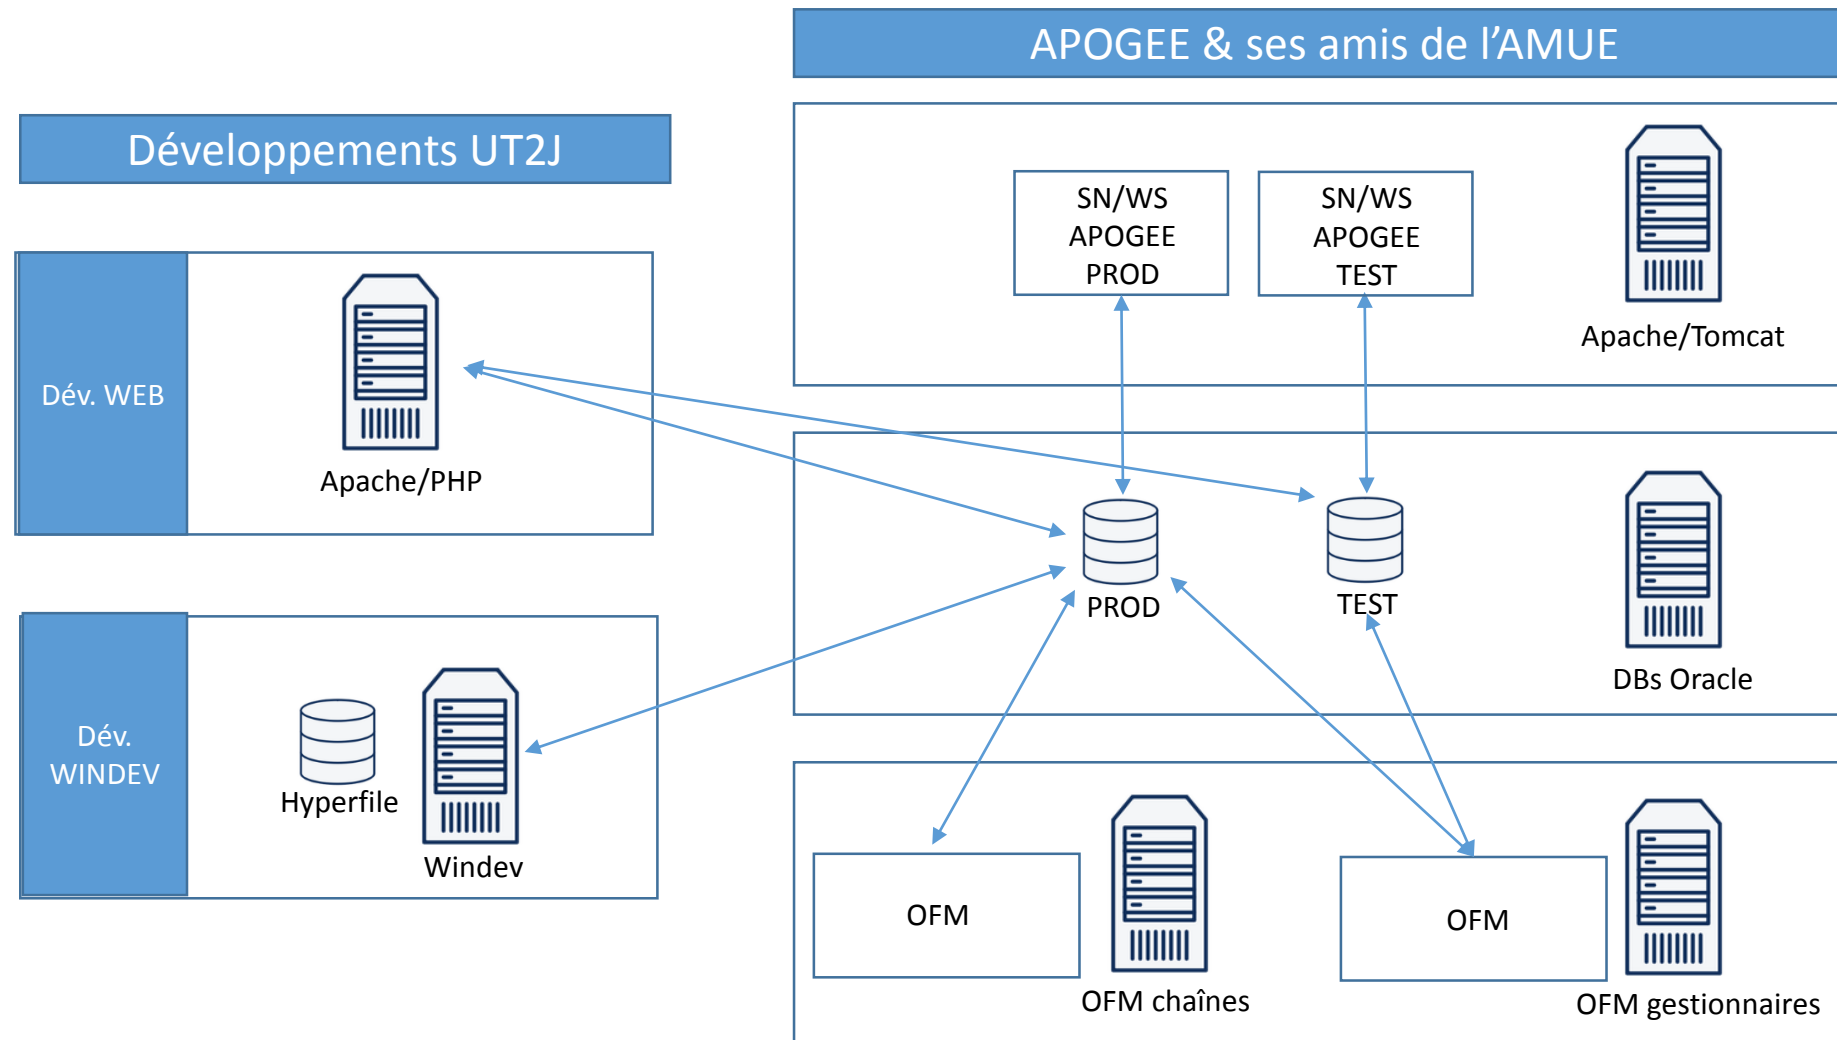 APOGEE & ses amis de l’AMUE
Développements UT2J
SN/WS
APOGEE
PROD
SN/WS
APOGEE
TEST
Apache/Tomcat
Dév. WEB
Apache/PHP
PROD
TEST
DBs Oracle
Dév.
WINDEV
Hyperfile
Windev
OFM
OFM chaînes
OFM
OFM gestionnaires